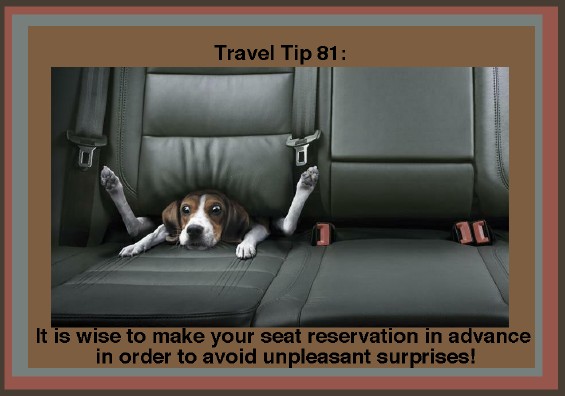 Travel Tip 81:
It is wise to make your seat reservation in advance
in order to avoid unpleasant surprises!